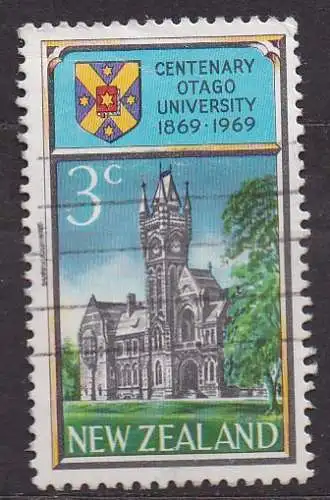 CENTENARY
OTAGO
UNIVERSITY
1869 · 1969
3c
NEW ZEALAND